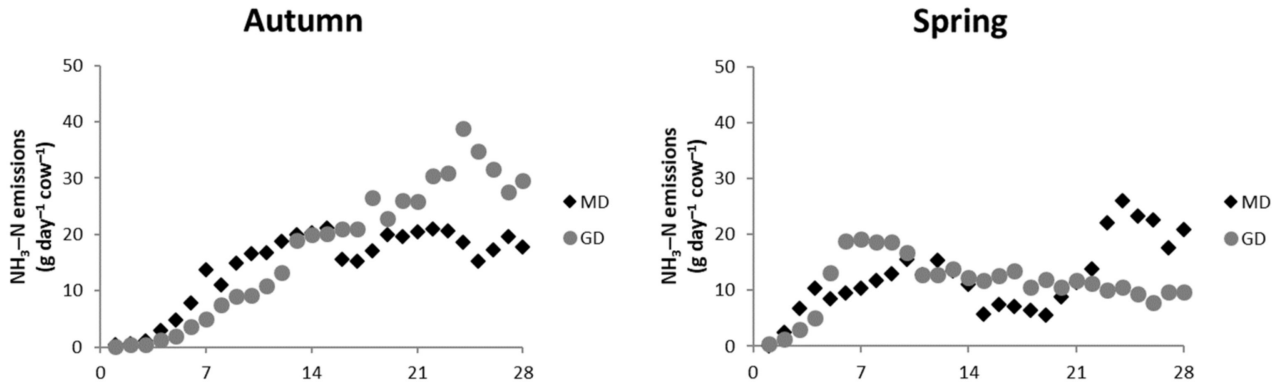 Autumn
50
40
30
20
10
0
NH₃–N emissions
(g day⁻¹ cow⁻¹)
0 7 14 21 28
MD
GD
Spring
50
40
30
20
10
0
NH₃–N emissions
(g day⁻¹ cow⁻¹)
0 7 14 21 28
MD
GD